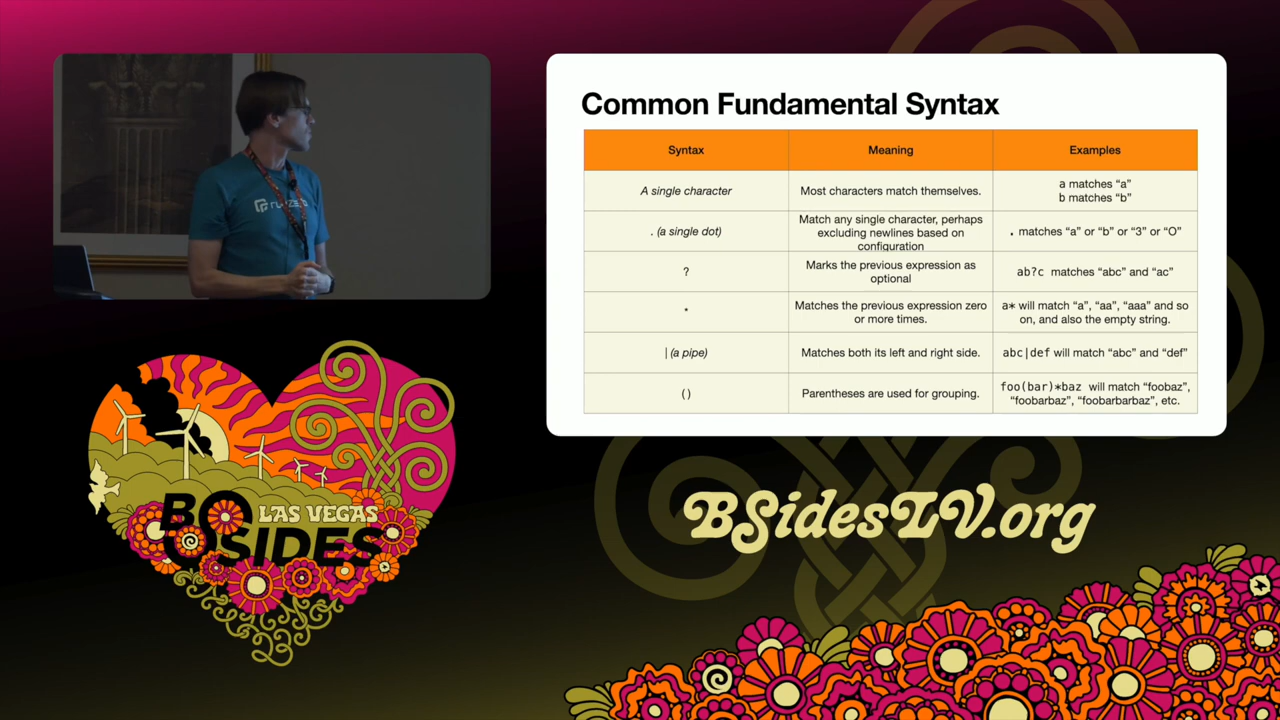 Common Fundamental Syntax
Syntax Meaning Examples
A single character Most characters match themselves. a matches “a”
b matches “b”
. (a single dot) Match any single character, perhaps
excluding newlines based on
configuration . matches “a” or “b” or “3” or “O”
? Marks the previous expression as
optional ab?c matches “abc” and “ac”
* Matches the previous expression zero
or more times. a* will match “a”, “aa”, “aaa” and so
on, and also the empty string.
| (a pipe) Matches both its left and right side. abc|def will match “abc” and “def”
( ) Parentheses are used for grouping. foo(bar)*baz will match “foobaz”,
“foobarbaz”, “foobarbarbaz”, etc.
LAS VEGAS
BSIDES
BSidesLV.org